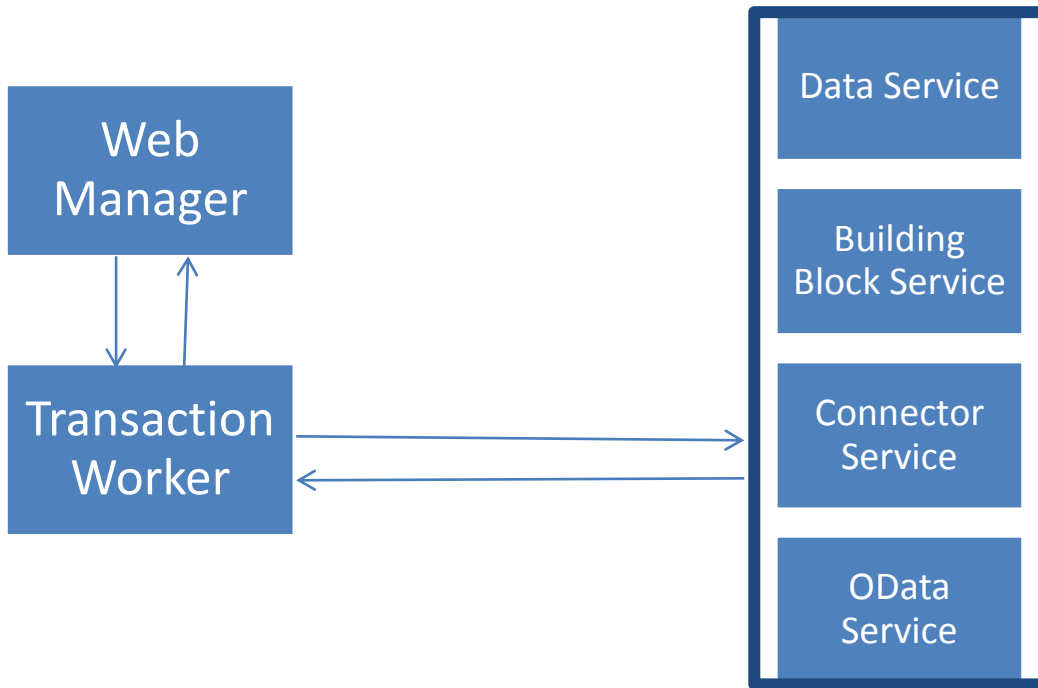 Web
Manager
Transaction
Worker
Data Service
Building
Block Service
Connector
Service
OData
Service